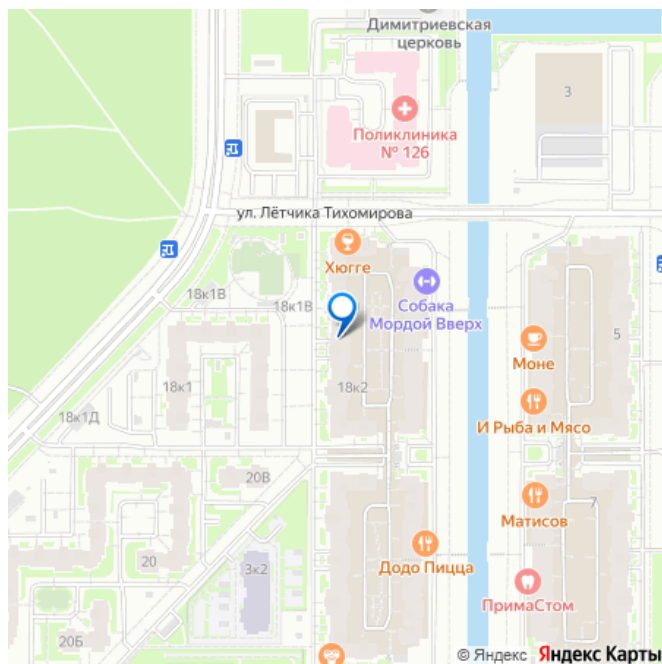 Димитриевская
церковь
3
Поликлиника
№ 126
ул. Лётчика Тихомирова
Хюгге
18к1В
18к1В
Собака
Мордой Вверх
5
Моне
18к1
18к2
И Рыба и Мясо
18к1Д
20В
Матисов
7
20
3к2
Додо Пицца
ПримаСтом
20Б
© Яндекс Яндекс Карты